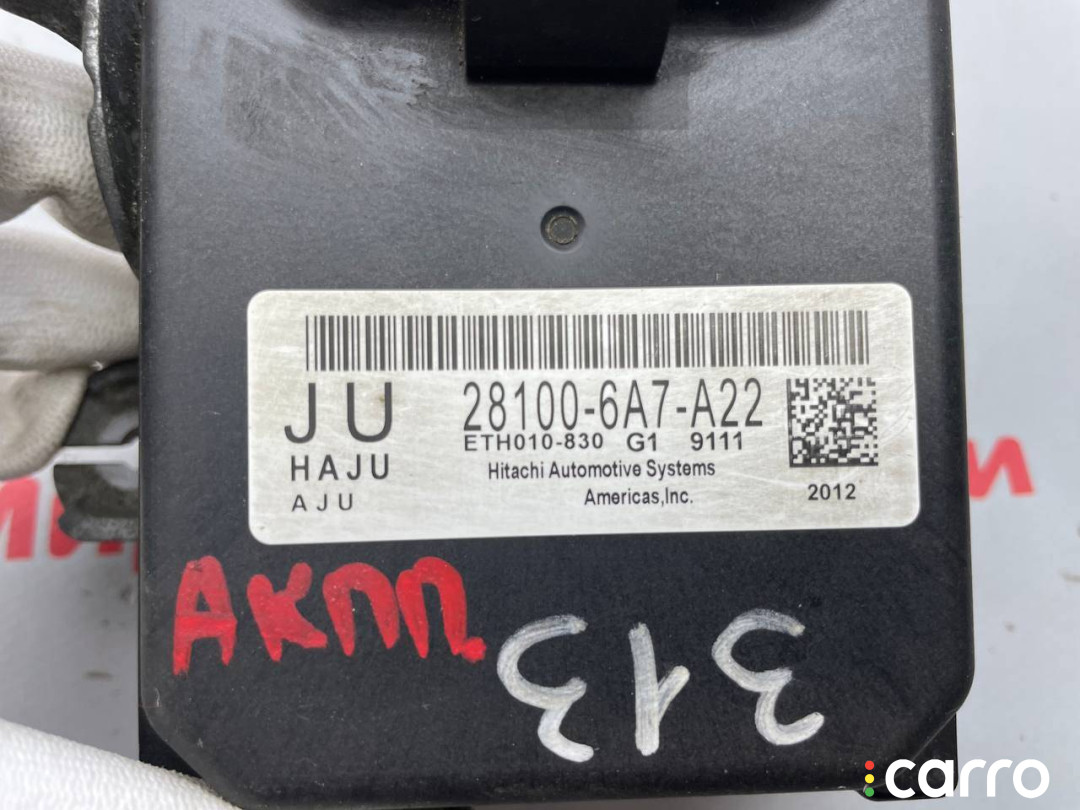 JU
28100-6A7-A22
ETH010-830 G1 9111
HAJU
Hitachi Automotive Systems
AJU
Americas,Inc.
2012
АКПП
313
carro